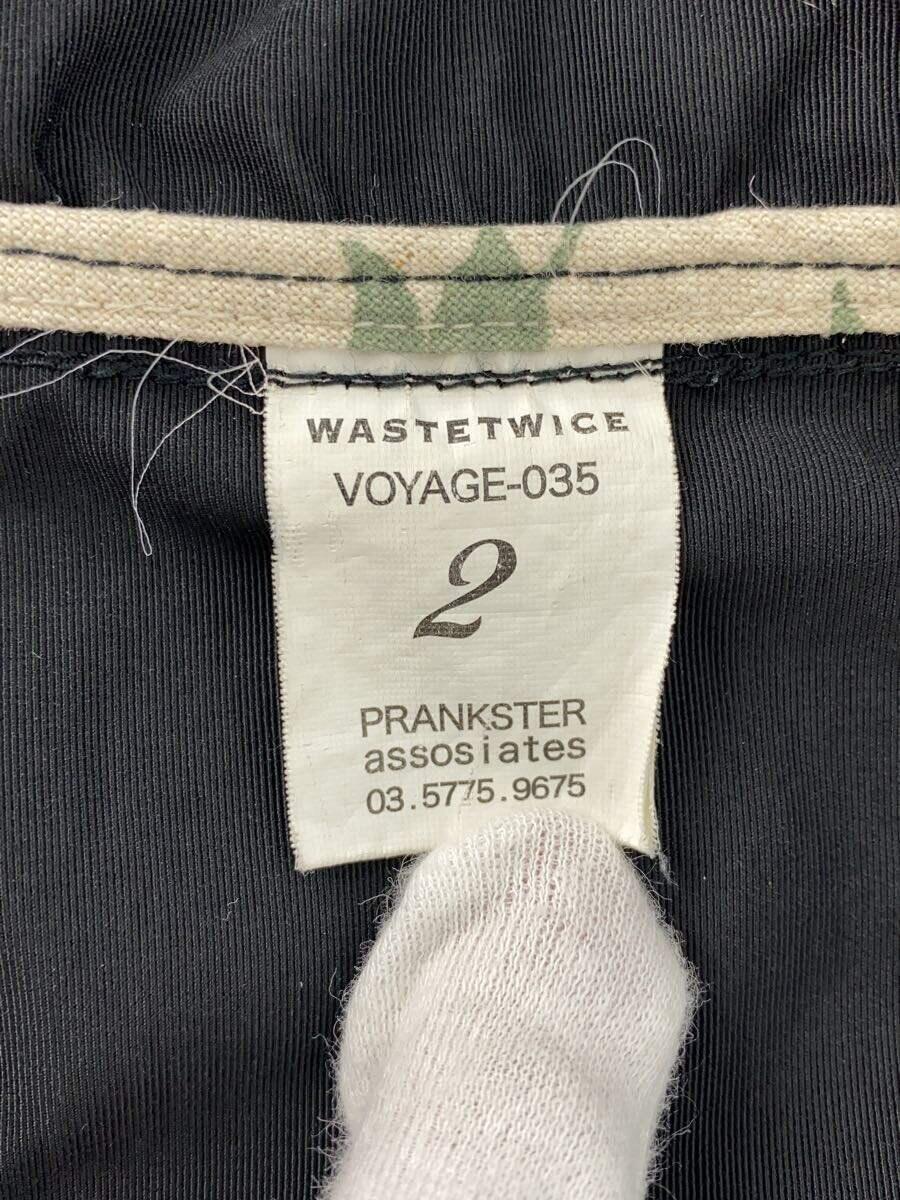 WASTETWICE
VOYAGE-035
2
PRANKSTER
assosiates
03.5775.9675